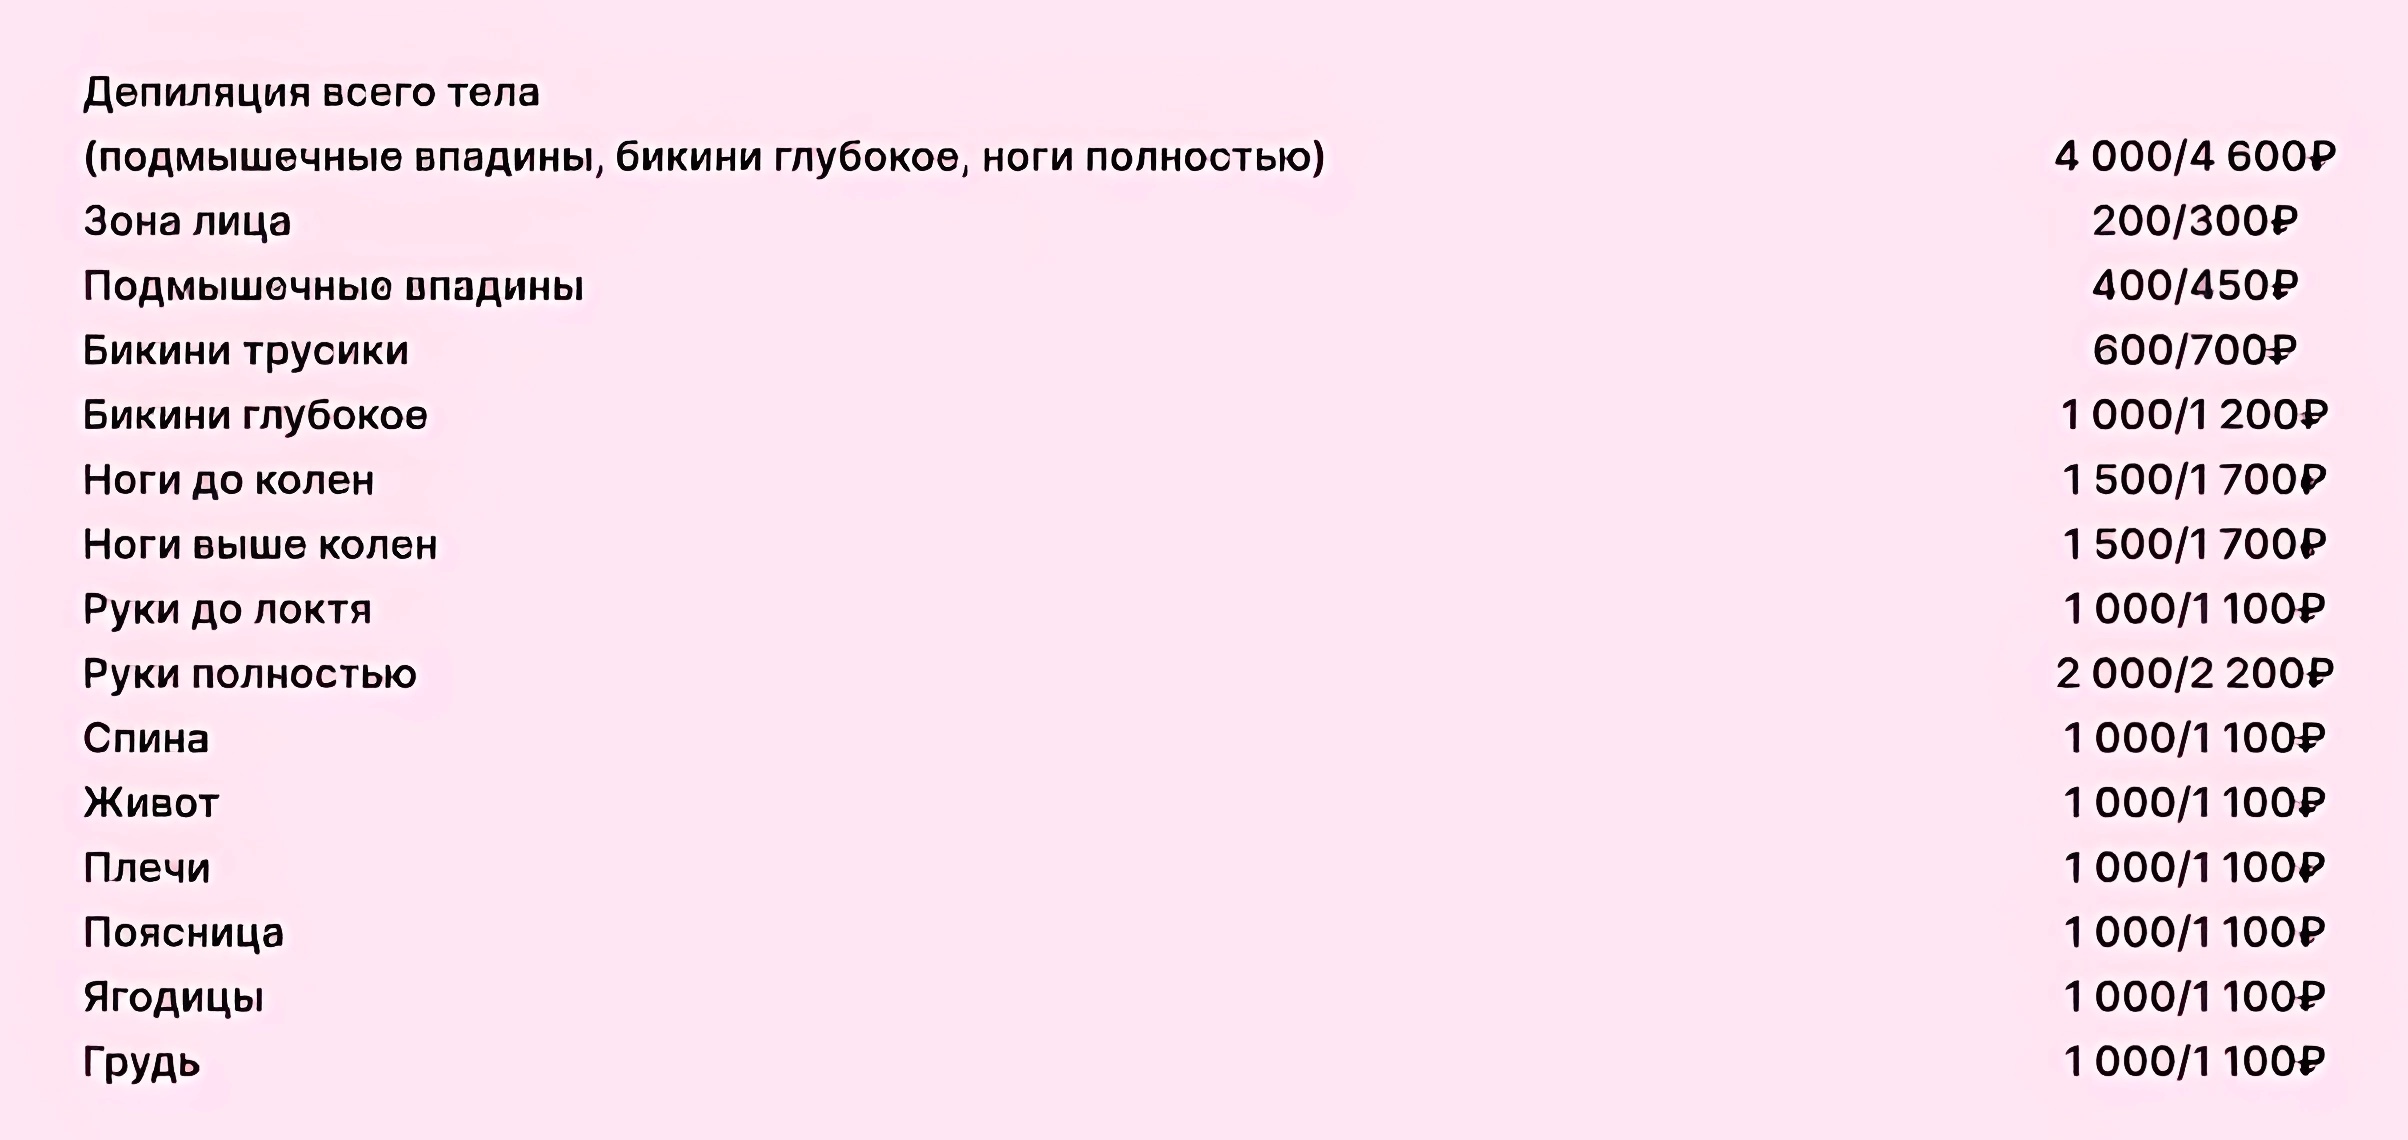 Депиляция всего тела
(подмышечные впадины, бикини глубокое, ноги полностью) 4 000/4 600₽
Зона лица 200/300₽
Подмышечные впадины 400/450₽
Бикини трусики 600/700₽
Бикини глубокое 1 000/1 200₽
Ноги до колен 1 500/1 700₽
Ноги выше колен 1 500/1 700₽
Руки до локтя 1 000/1 100₽
Руки полностью 2 000/2 200₽
Спина 1 000/1 100₽
Живот 1 000/1 100₽
Плечи 1 000/1 100₽
Поясница 1 000/1 100₽
Ягодицы 1 000/1 100₽
Грудь 1 000/1 100₽